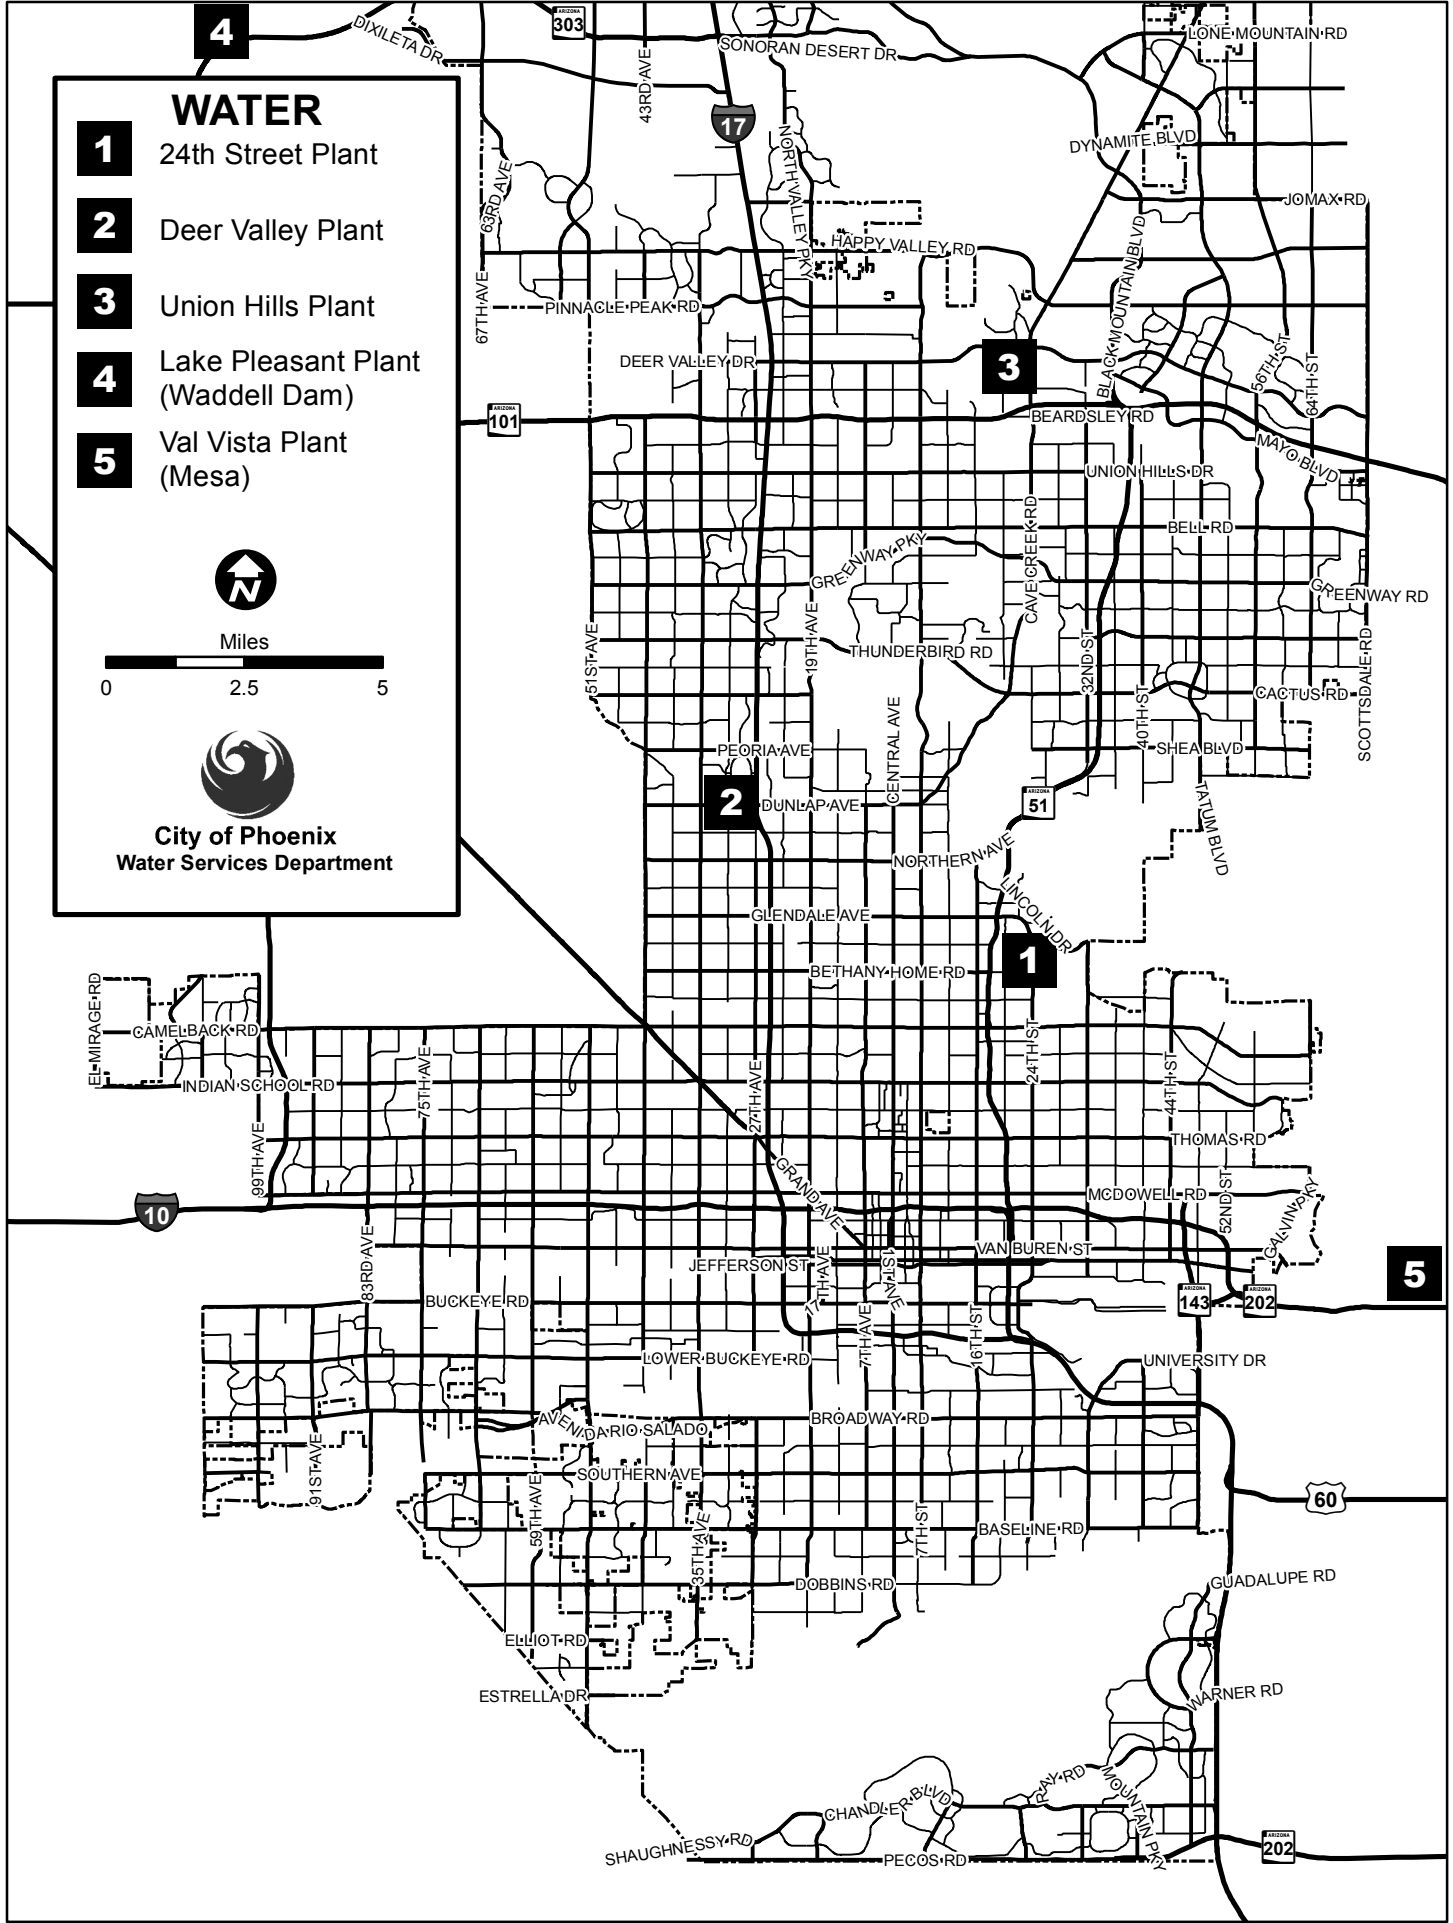 4
DIXILETA DR
ARIZONA
303
43RD AVE
SONORAN DESERT DR
LONE MOUNTAIN RD
17
NORTH VALLEY PKY
DYNAMITE BLVD
63RD AVE
JOMAX RD
HAPPY VALLEY RD
BLACK MOUNTAIN BLVD
67TH AVE
PINNACLE PEAK RD
DEER VALLEY DR
3
56TH ST
64TH ST
WATER
1
24th Street Plant
2
Deer Valley Plant
3
Union Hills Plant
4
Lake Pleasant Plant
(Waddell Dam)
5
Val Vista Plant
(Mesa)
N
Miles
0
2.5
5
City of Phoenix
Water Services Department
ARIZONA
101
BEARDSLEY RD
MAYO BLVD
UNION HILLS DR
CAVE CREEK RD
BELL RD
GREENWAY PKY
GREENWAY RD
51ST AVE
19TH AVE
THUNDERBIRD RD
32ND ST
SCOTTSDALE RD
CACTUS RD
40TH ST
CENTRAL AVE
PEORIA AVE
SHEA BLVD
2
DUNLAP AVE
ARIZONA
51
TATUM BLVD
NORTHERN AVE
LINCOLN DR
GLENDALE AVE
1
BETHANY HOME RD
EL MIRAGE RD
CAMELBACK RD
INDIAN SCHOOL RD
75TH AVE
27TH AVE
24TH ST
44TH ST
99TH AVE
THOMAS RD
GRAND AVE
MCDOWELL RD
52ND ST
GALVIN PKY
10
83RD AVE
VAN BUREN ST
JEFFERSON ST
17TH AVE
1ST AVE
5
ARIZONA
143
ARIZONA
202
BUCKEYE RD
7TH AVE
16TH ST
LOWER BUCKEYE RD
UNIVERSITY DR
AVENIDA RIO SALADO
BROADWAY RD
91ST AVE
SOUTHERN AVE
60
59TH AVE
35TH AVE
7TH ST
BASELINE RD
DOBBINS RD
GUADALUPE RD
ELLIOT RD
ESTRELLA DR
WARNER RD
RAY RD
MOUNTAIN PKY
CHANDLER BLVD
SHAUGHNESSY RD
PECOS RD
ARIZONA
202